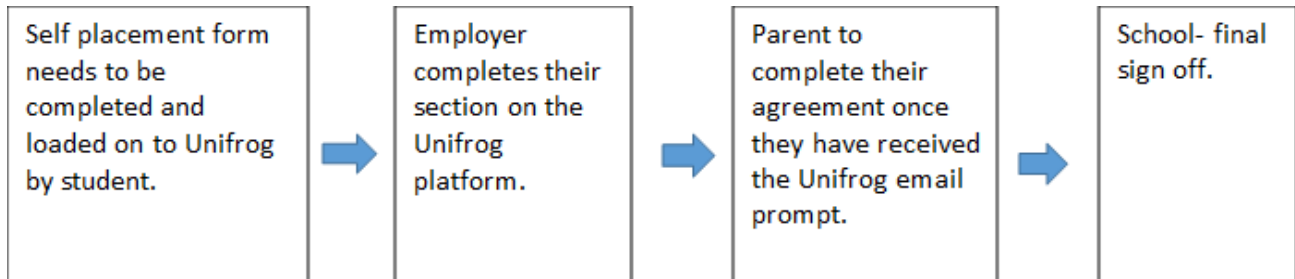 Self placement form
needs to be
completed and
loaded on to Unifrog
by student.
Employer
completes their
section on the
Unifrog
platform.
Parent to
complete their
agreement once
they have received
the Unifrog email
prompt.
School- final
sign off.